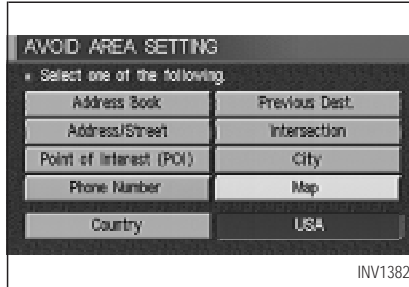 AVOID AREA SETTING
Select one of the following.
Address Book Previous Dest.
Address/Street Intersection
Point of Interest (POI) City
Phone Number Map
Country USA
INV1382